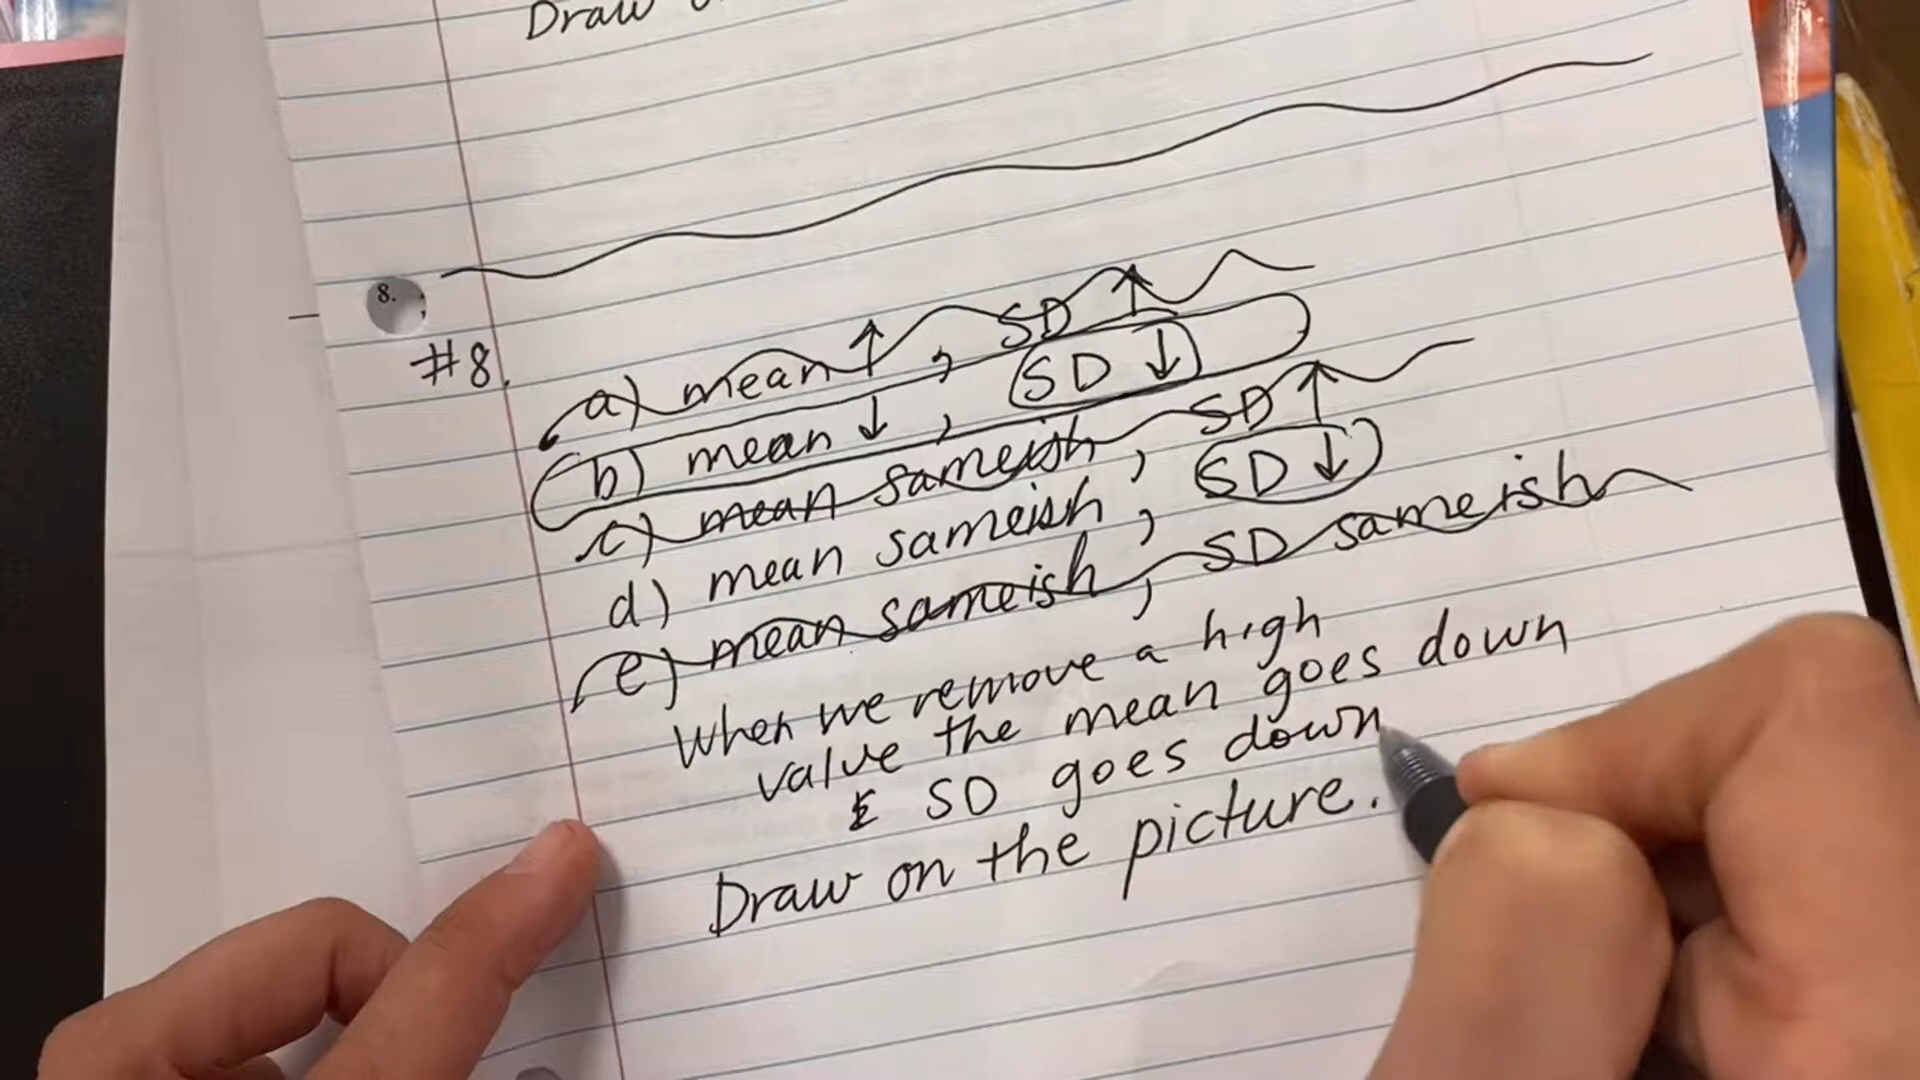 Draw
8.
#8.
a) mean ↑, SD ↑
b) mean ↓, SD ↓
c) mean sameish, SD ↑
d) mean sameish, SD ↓
e) mean sameish, SD sameish
When we remove a high
value the mean goes down
& SD goes down
Draw on the picture.